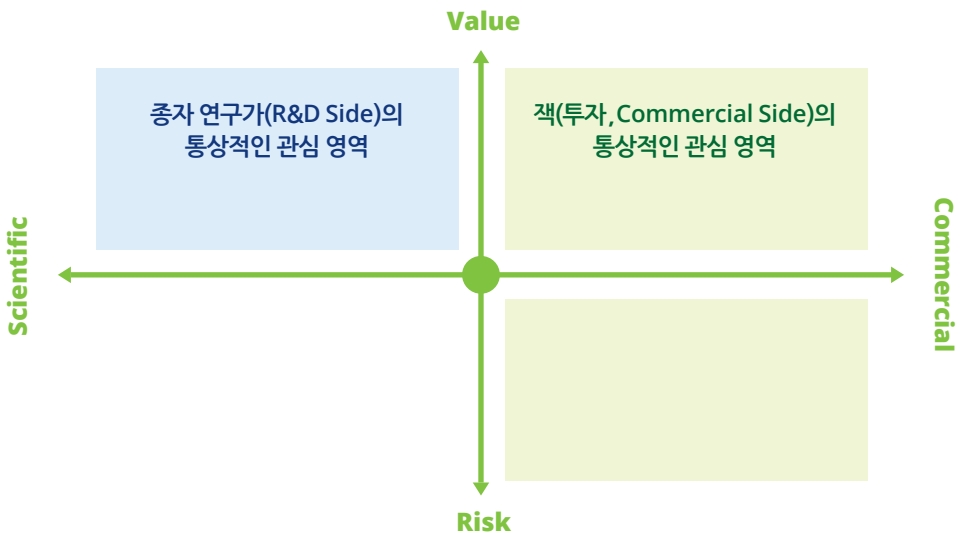 Value
종자 연구가(R&D Side)의
통상적인 관심 영역
잭(투자,Commercial Side)의
통상적인 관심 영역
Scientific
Commercial
Risk